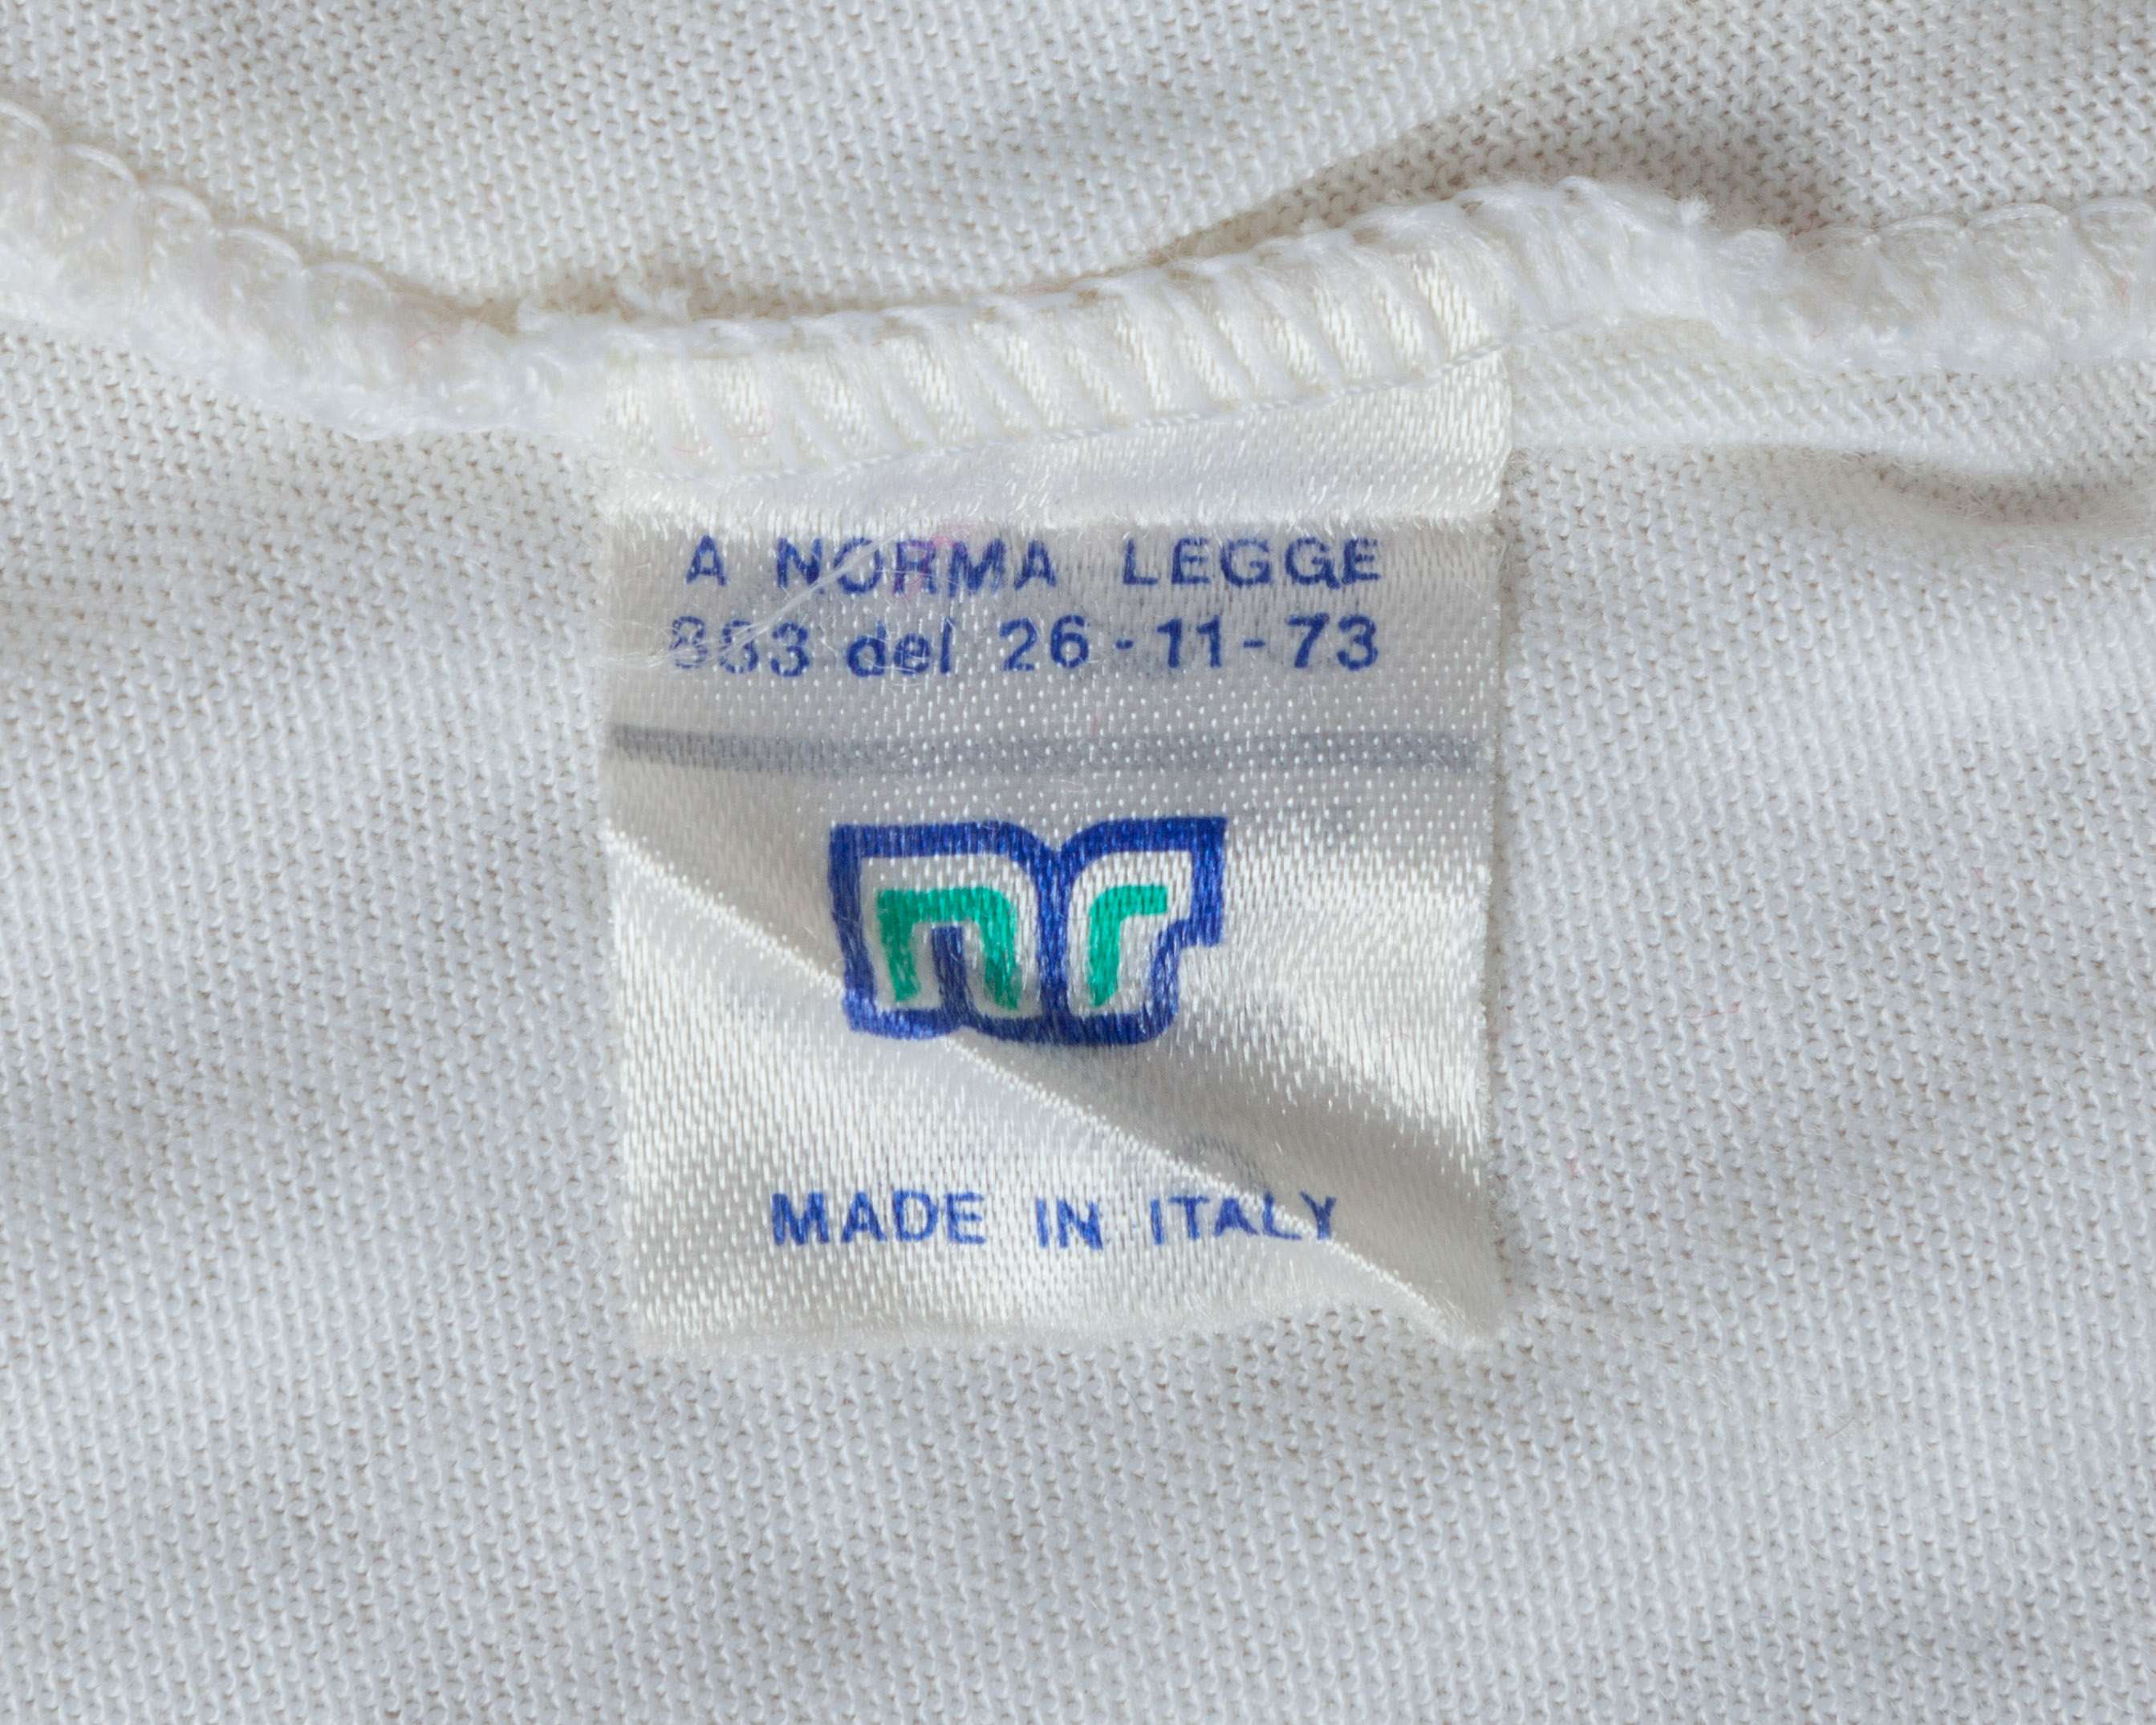 A NORMA LEGGE
883 del 26-11-73
nr
MADE IN ITALY